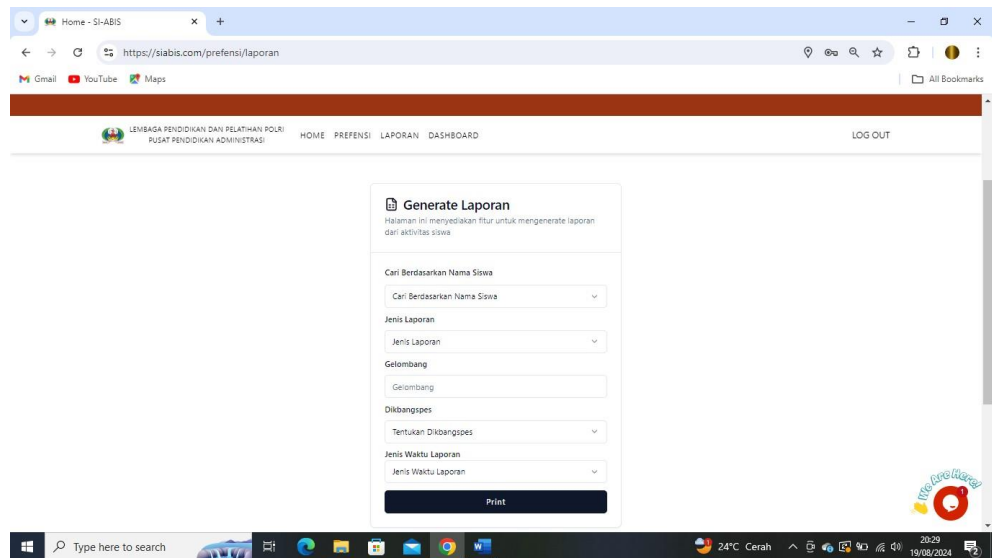 Home - SI-ABIS
https://siabis.com/prefensi/laporan
Gmail YouTube Maps All Bookmarks
LEMBAGA PENDIDIKAN DAN PELATIHAN POLRI
PUSAT PENDIDIKAN ADMINISTRASI
HOME PREFENSI LAPORAN DASHBOARD LOG OUT
Generate Laporan
Halaman ini menyediakan fitur untuk mengenerate laporan
dari aktivitas siswa
Cari Berdasarkan Nama Siswa
Cari Berdasarkan Nama Siswa
Jenis Laporan
Jenis Laporan
Gelombang
Gelombang
Dikbangspes
Tentukan Dikbangspes
Jenis Waktu Laporan
Jenis Waktu Laporan
Print
We Are Here!
1
Type here to search
W
24°C Cerah
20:29
19/08/2024
2